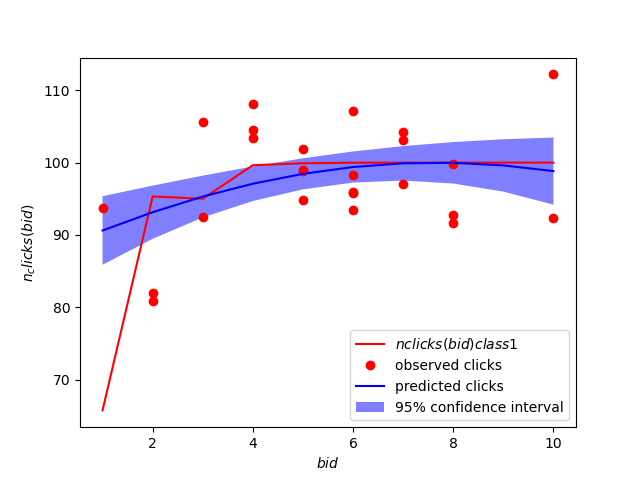 110
100
90
80
70
n_clicks(bid)
2
4
6
8
10
bid
nclicks(bid)class1
observed clicks
predicted clicks
95% confidence interval